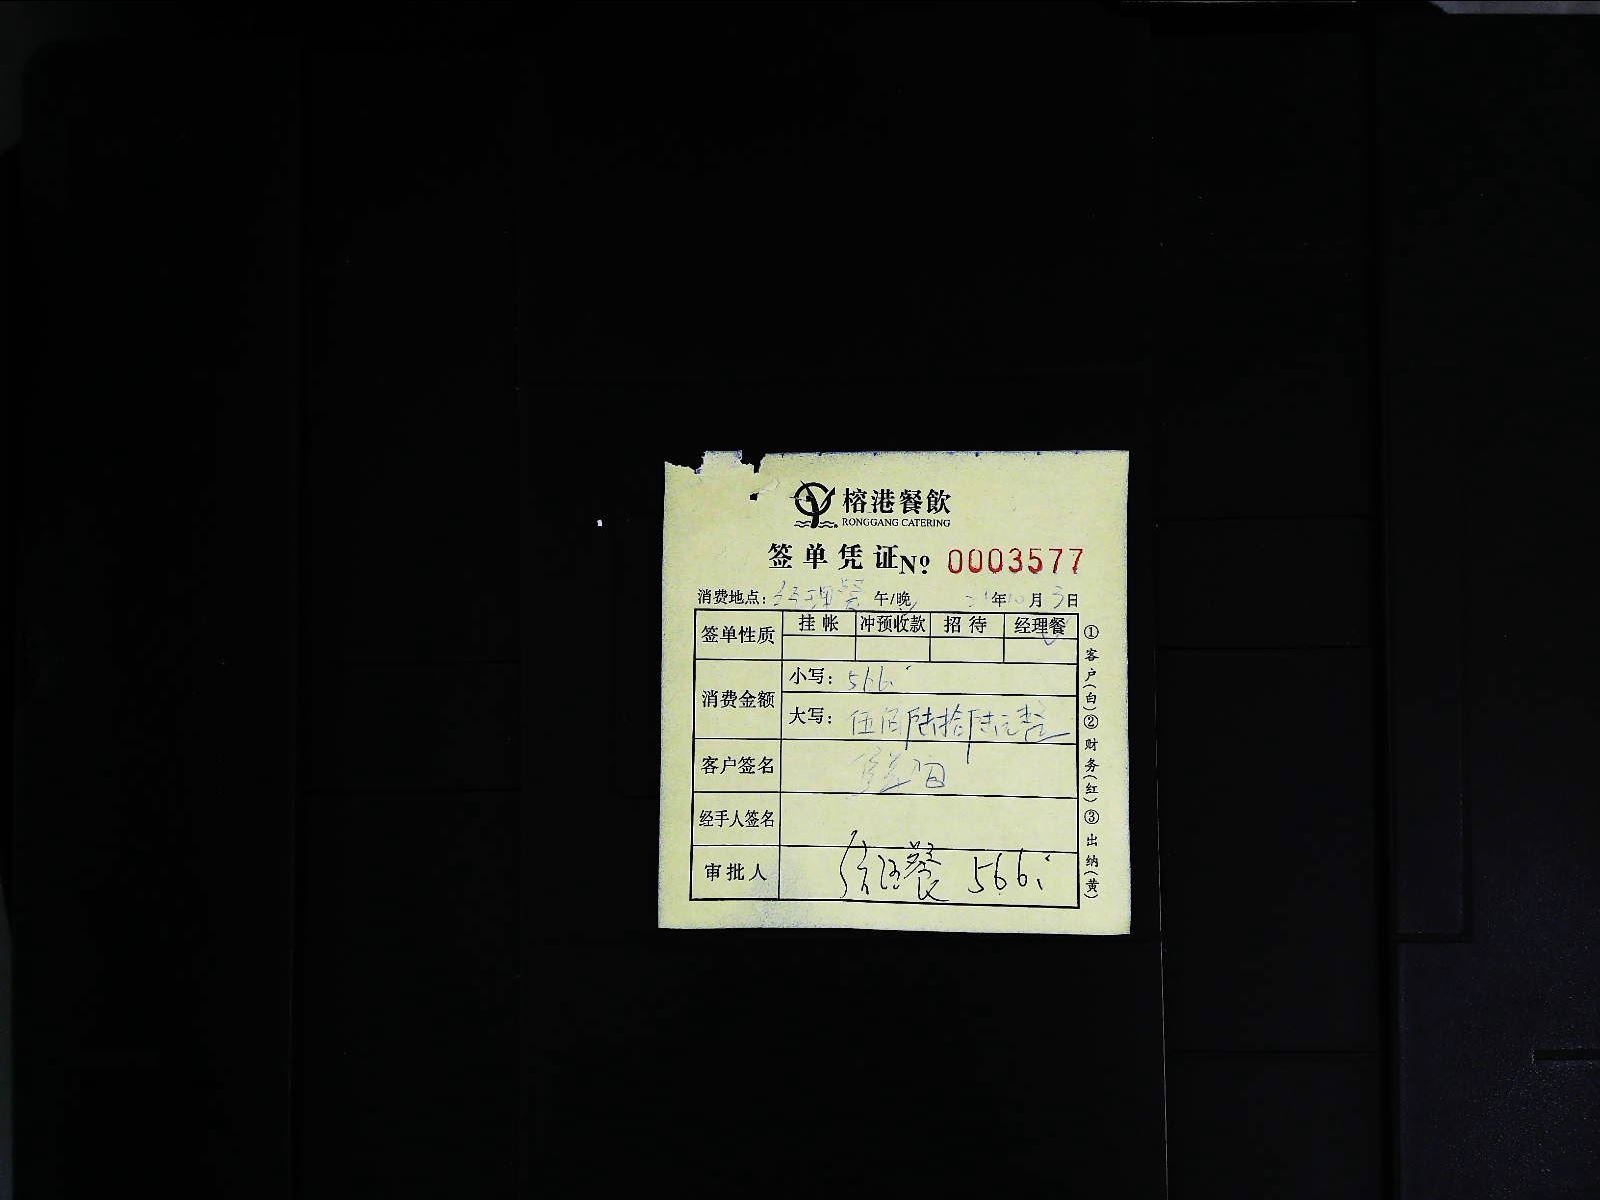 榕港餐飲
RONGGANG CATERING
签单凭证№ 0003577
消费地点：经理餐 午/晚 21年10月3日
签单性质 挂帐 冲预收款 招待 经理餐
消费金额 小写：566.
大写：伍佰陆拾陆元整
客户签名
经手人签名
审批人 经理餐 566.
①客户(白)②财务(红)③出纳(黄)